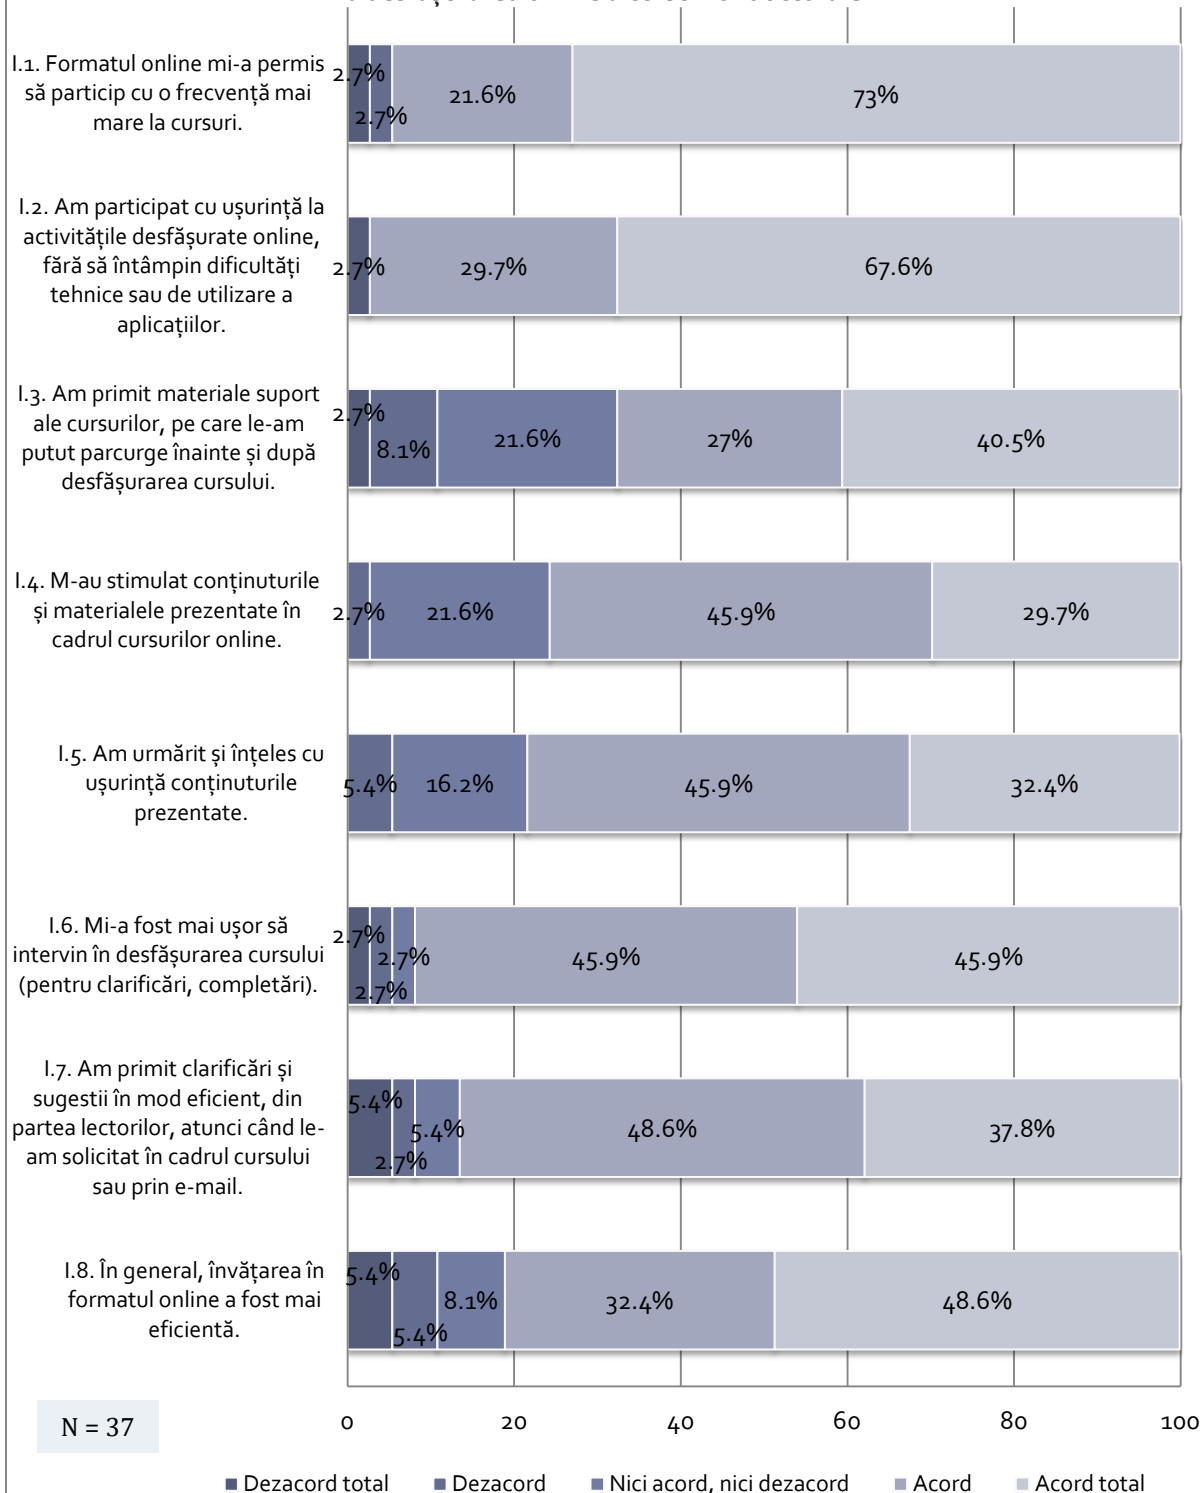 I.1. Formatul online mi-a permis
să particip cu o frecvență mai
mare la cursuri.
2.7%
2.7%
21.6%
73%
I.2. Am participat cu ușurință la
activitățile desfășurate online,
fără să întâmpin dificultăți
tehnice sau de utilizare a
aplicațiilor.
2.7%
29.7%
67.6%
I.3. Am primit materiale suport
ale cursurilor, pe care le-am
putut parcurge înainte și după
desfășurarea cursului.
2.7%
8.1%
21.6%
27%
40.5%
I.4. M-au stimulat conținuturile
și materialele prezentate în
cadrul cursurilor online.
2.7%
21.6%
45.9%
29.7%
I.5. Am urmărit și înțeles cu
ușurință conținuturile
prezentate.
5.4%
16.2%
45.9%
32.4%
I.6. Mi-a fost mai ușor să
intervin în desfășurarea cursului
(pentru clarificări, completări).
2.7%
2.7%
2.7%
45.9%
45.9%
I.7. Am primit clarificări și
sugestii în mod eficient, din
partea lectorilor, atunci când le-
am solicitat în cadrul cursului
sau prin e-mail.
5.4%
2.7%
5.4%
48.6%
37.8%
I.8. În general, învățarea în
formatul online a fost mai
eficientă.
5.4%
5.4%
8.1%
32.4%
48.6%
N = 37
0 20 40 60 80 100
Dezacord total Dezacord Nici acord, nici dezacord Acord Acord total